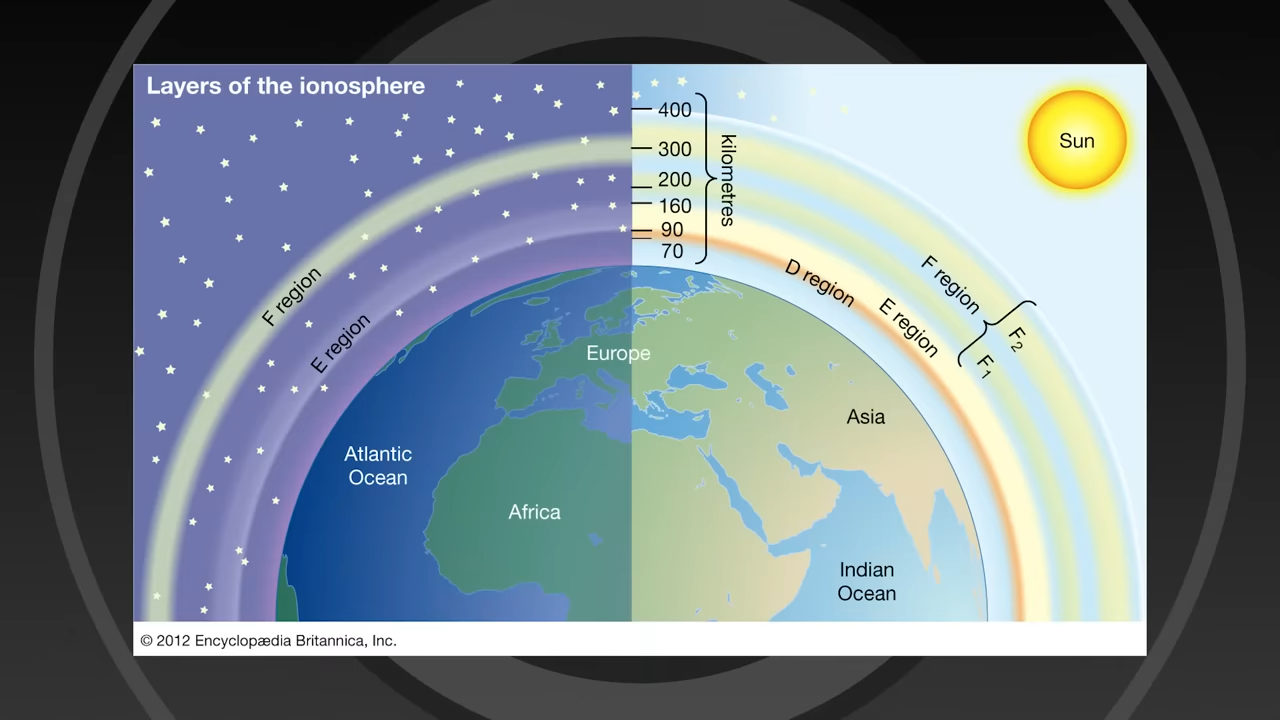 Layers of the ionosphere
400
300
200
160
90
70
kilometres
Sun
F region
E region
D region
E region
F region
F2
F1
Europe
Asia
Atlantic
Ocean
Africa
Indian
Ocean
© 2012 Encyclopædia Britannica, Inc.